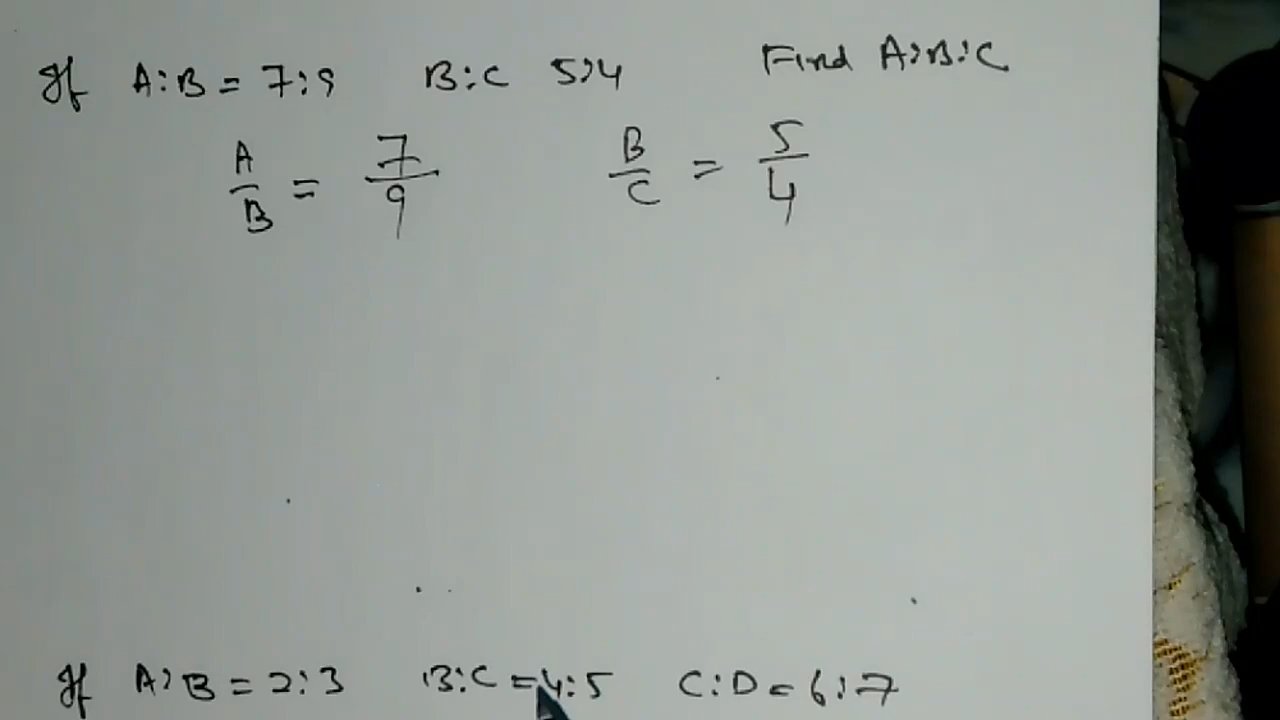 If A:B = 7:9 B:C 5:4 Find A:B:C
A/B = 7/9 B/C = 5/4
If A:B = 2:3 B:C = 4:5 C:D = 6:7